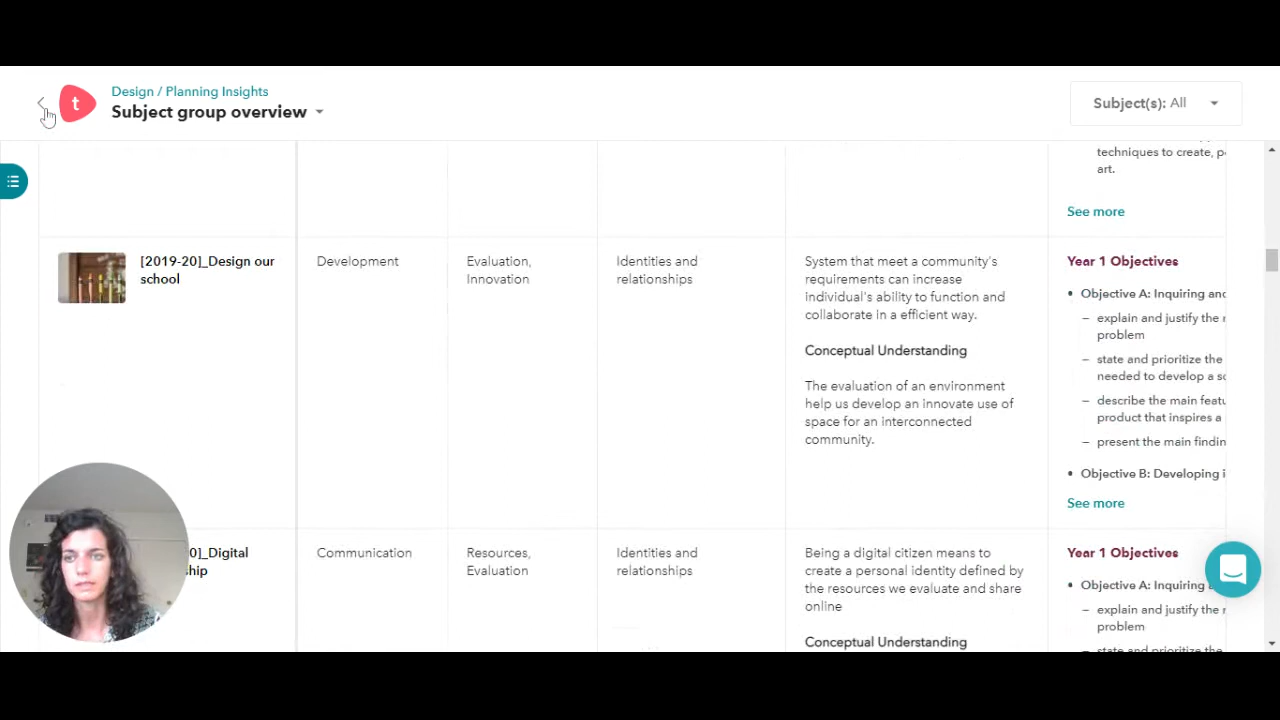 t
Design / Planning Insights
Subject group overview
Subject(s): All
techniques to create, p
art.
See more
[2019-20]_Design our
school
Development
Evaluation,
Innovation
Identities and
relationships
System that meet a community's
requirements can increase
individual's ability to function and
collaborate in a efficient way.
Conceptual Understanding
The evaluation of an environment
help us develop an innovate use of
space for an interconnected
community.
Year 1 Objectives
• Objective A: Inquiring and
– explain and justify the
problem
– state and prioritize the
needed to develop a
– describe the main
product that inspires a
– present the main
• Objective B: Developing
See more
0]_Digital
ship
Communication
Resources,
Evaluation
Identities and
relationships
Being a digital citizen means to
create a personal identity defined by
the resources we evaluate and share
online
Conceptual Understanding
Year 1 Objectives
• Objective A: Inquiring
– explain and justify the
problem
– state and prioritize the